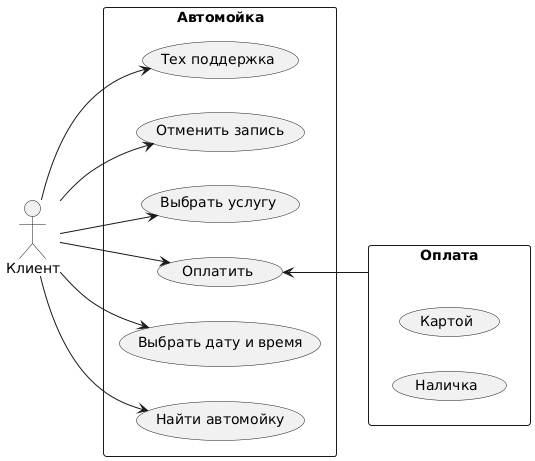 Автомойка
Тех поддержка
Отменить запись
Выбрать услугу
Клиент
Оплатить
Оплата
Картой
Выбрать дату и время
Наличка
Найти автомойку